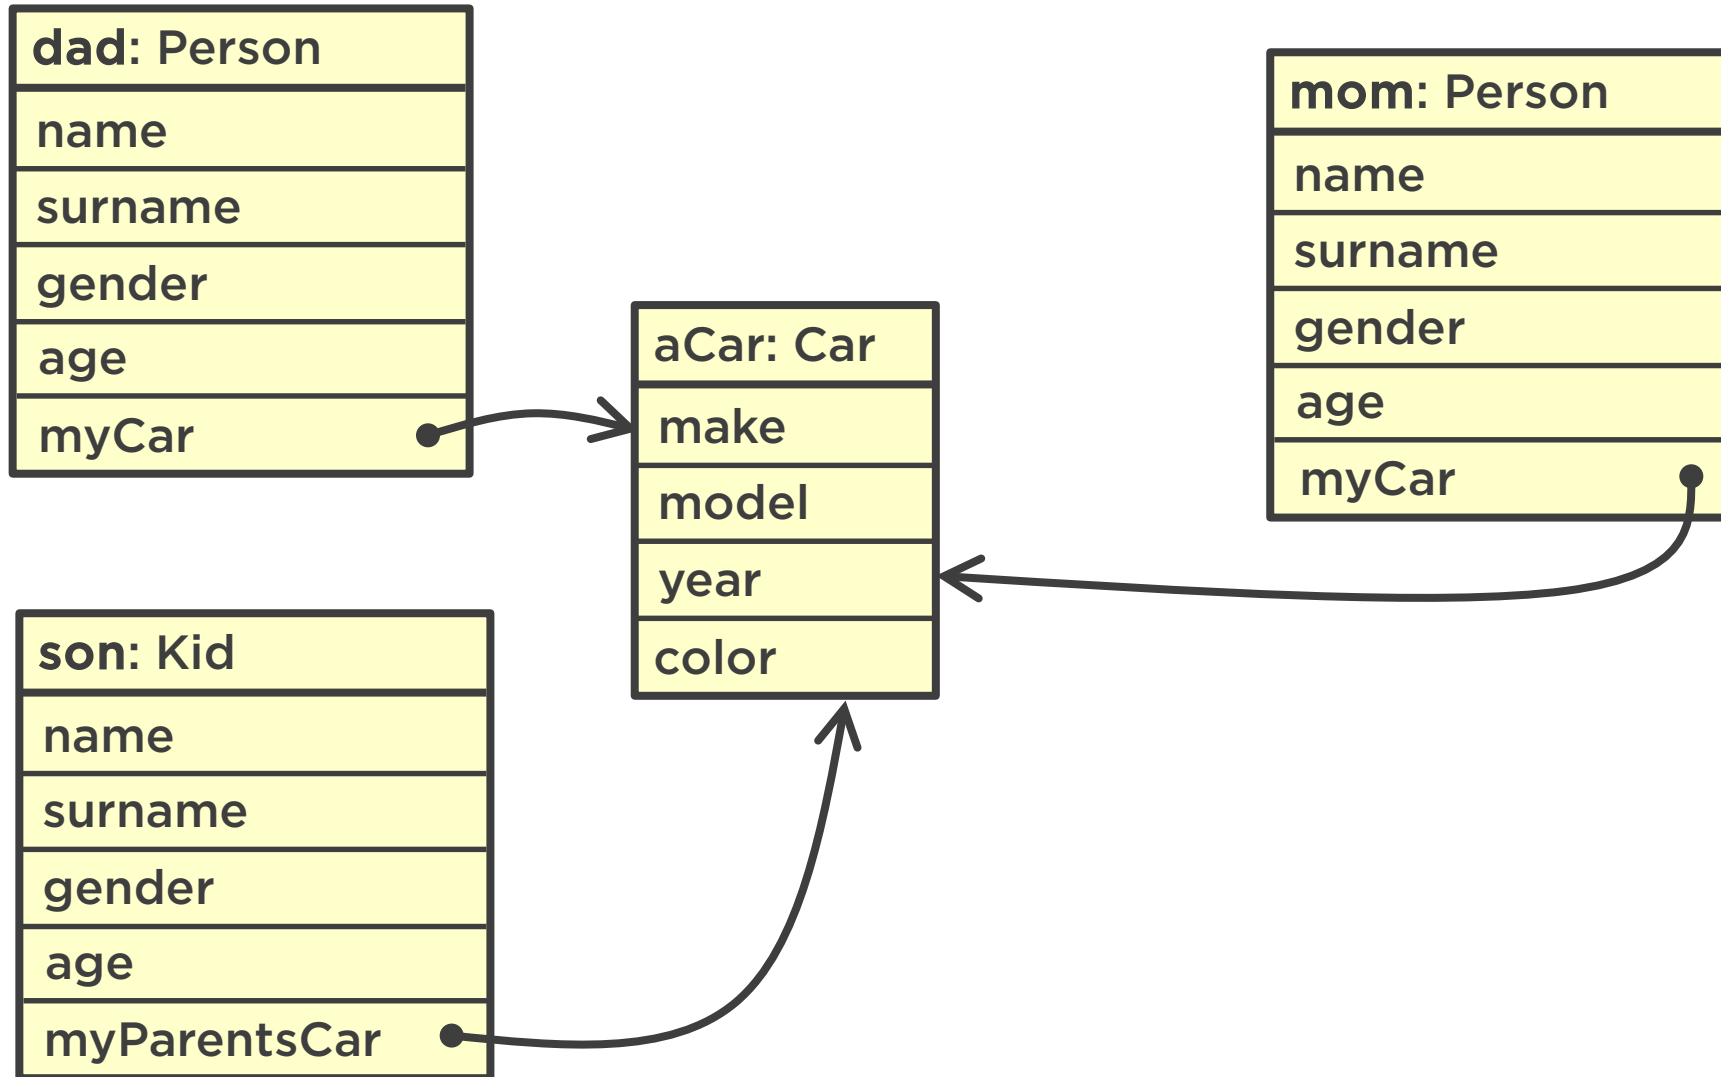 dad: Person
name
surname
gender
age
myCar
mom: Person
name
surname
gender
age
myCar
aCar: Car
make
model
year
color
son: Kid
name
surname
gender
age
myParentsCar